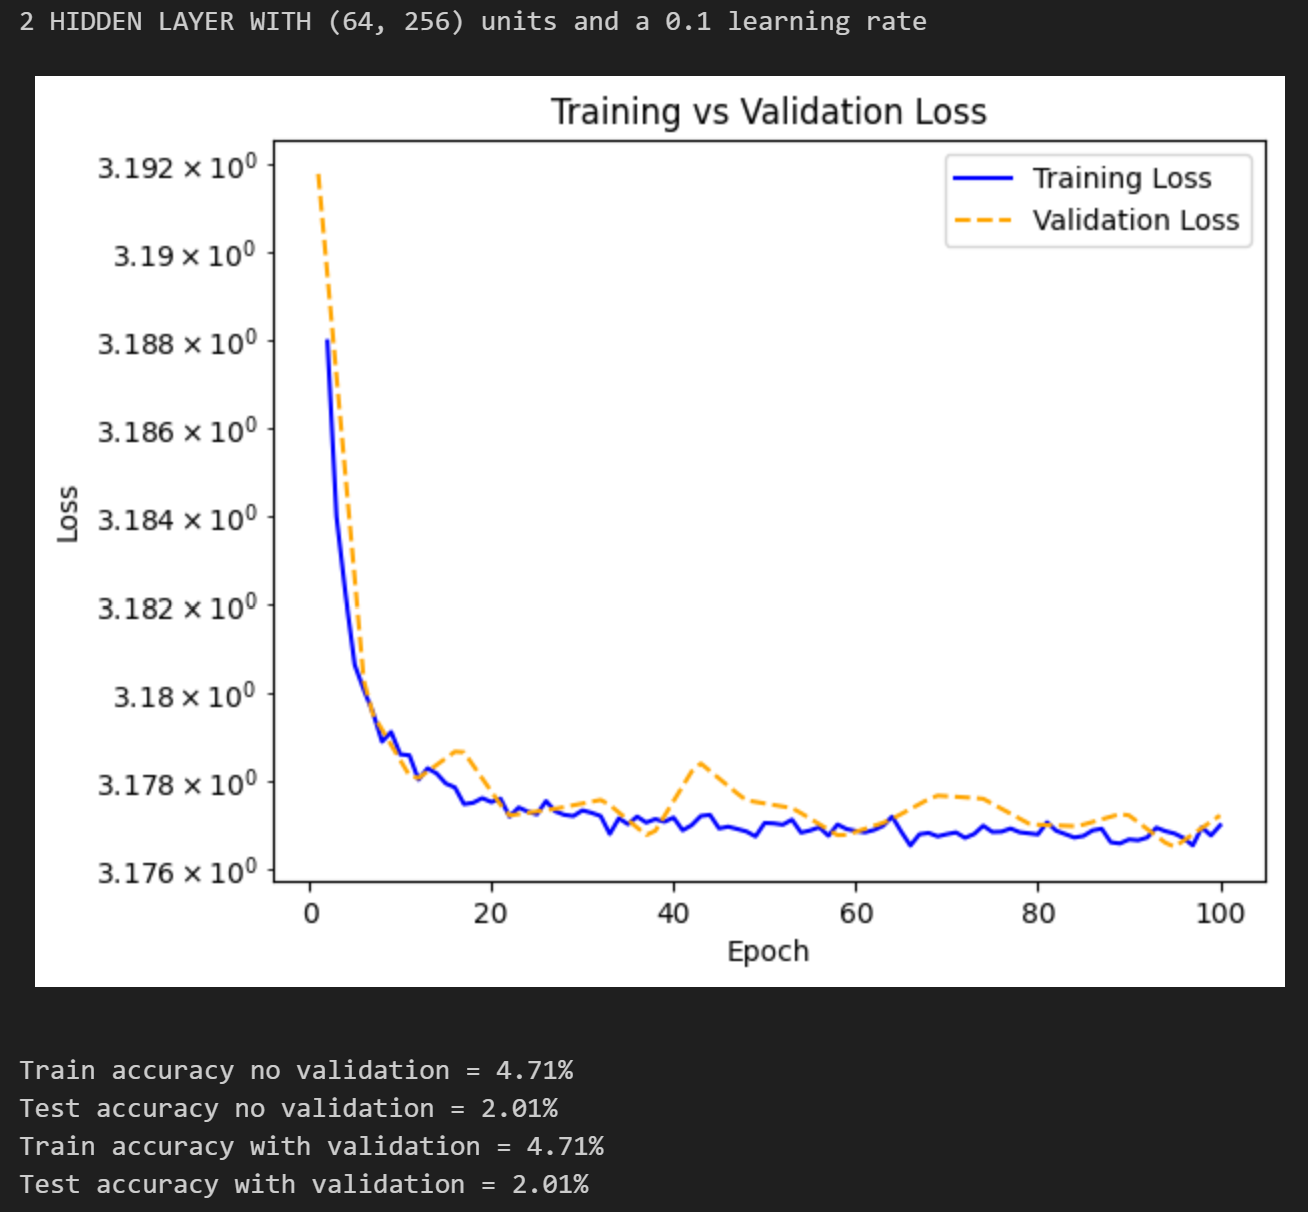 2 HIDDEN LAYER WITH (64, 256) units and a 0.1 learning rate
Training vs Validation Loss
3.192 × 10⁰
3.19 × 10⁰
3.188 × 10⁰
3.186 × 10⁰
3.184 × 10⁰
3.182 × 10⁰
3.18 × 10⁰
3.178 × 10⁰
3.176 × 10⁰
Loss
Training Loss
Validation Loss
0 20 40 60 80 100
Epoch
Train accuracy no validation = 4.71%
Test accuracy no validation = 2.01%
Train accuracy with validation = 4.71%
Test accuracy with validation = 2.01%